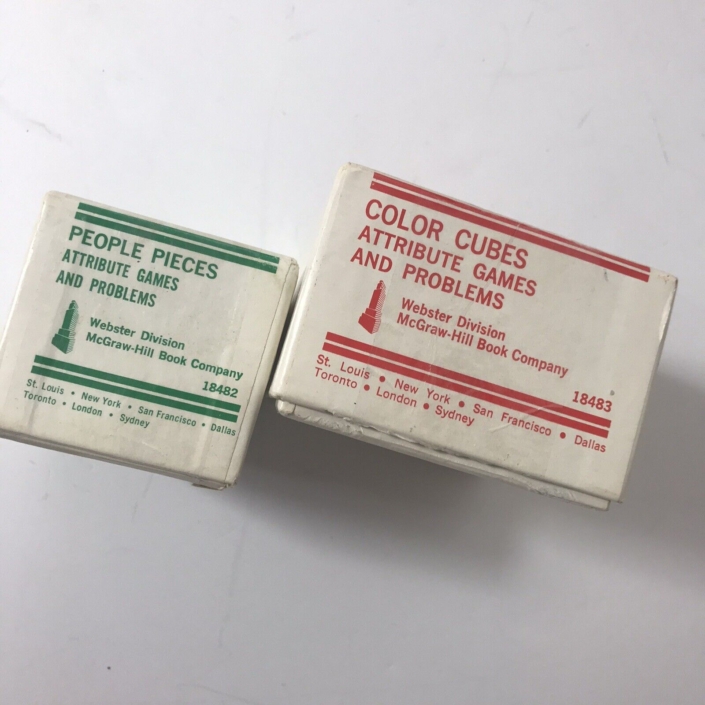 PEOPLE PIECES
ATTRIBUTE GAMES
AND PROBLEMS
Webster Division
McGraw-Hill Book Company
18482
St. Louis • New York • San Francisco • Dallas
Toronto • London • Sydney
COLOR CUBES
ATTRIBUTE GAMES
AND PROBLEMS
Webster Division
McGraw-Hill Book Company
18483
St. Louis • New York • San Francisco • Dallas
Toronto • London • Sydney